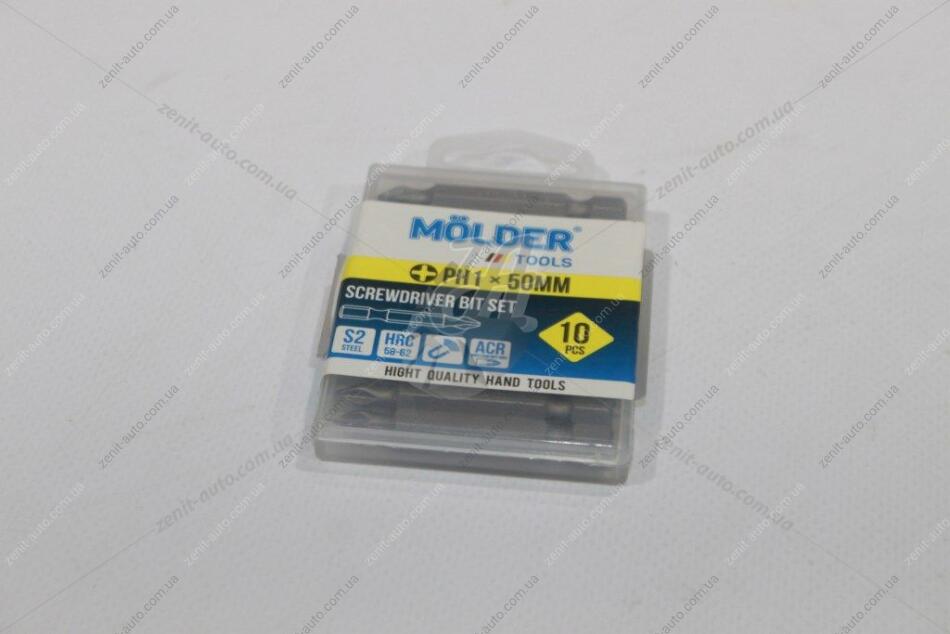 MÖLDER®
TOOLS
PH1 × 50MM
SCREWDRIVER BIT SET
10
PCS
S2
STEEL
HRC
58-62
ACR
HIGHT QUALITY HAND TOOLS
zenit-auto.com.ua